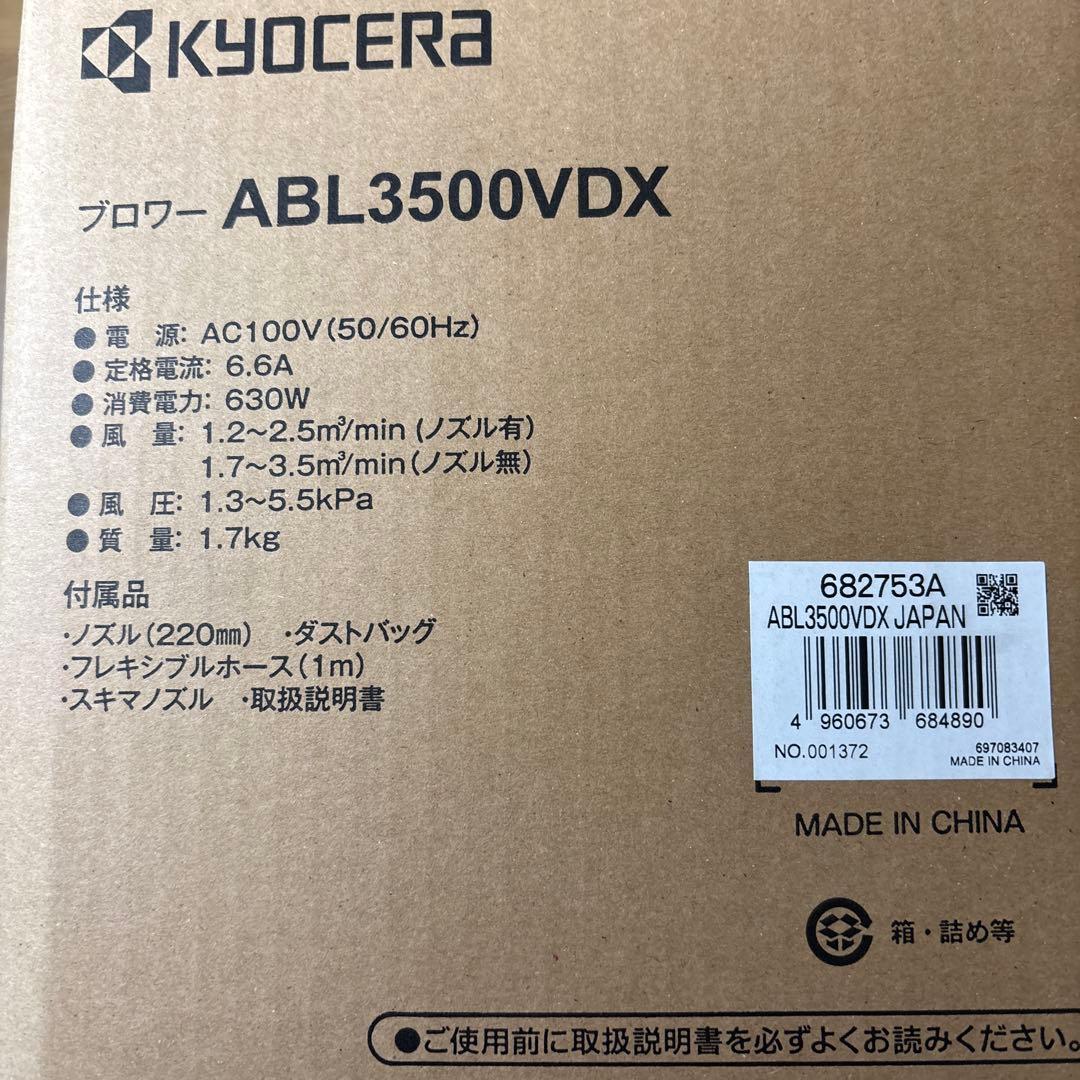 KYOCERA
ブロワー ABL3500VDX
仕様
●電 源: AC100V(50/60Hz)
●定格電流: 6.6A
●消費電力: 630W
●風 量: 1.2~2.5㎥/min (ノズル有)
1.7~3.5㎥/min(ノズル無)
●風 圧: 1.3~5.5kPa
●質 量: 1.7kg
付属品
・ノズル(220㎜) ・ダストバッグ
・フレキシブルホース(1m)
・スキマノズル ・取扱説明書
682753A
ABL3500VDX JAPAN
4 960673 684890
NO.001372
697083407
MADE IN CHINA
MADE IN CHINA
箱・詰め等
●ご使用前に取扱説明書を必ずよくお読みください。